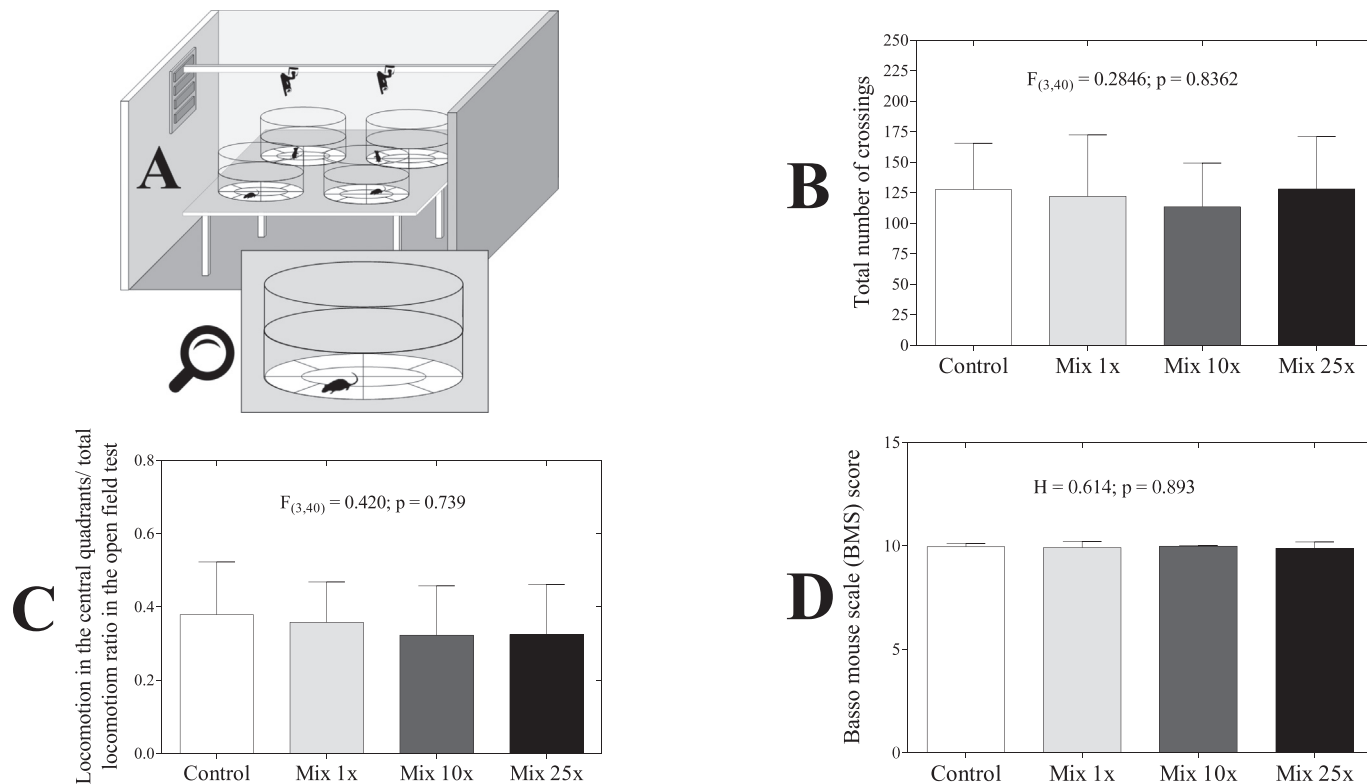 A
B
Total number of crossings
250
225
200
175
150
125
100
75
50
25
0
F(3,40) = 0.2846; p = 0.8362
Control Mix 1x Mix 10x Mix 25x
C
Locomotion in the central quadrants/ total
locomotiom ratio in the open field test
0.8
0.6
0.4
0.2
0.0
F(3,40) = 0.420; p = 0.739
Control Mix 1x Mix 10x Mix 25x
D
Basso mouse scale (BMS) score
15
10
5
0
H = 0.614; p = 0.893
Control Mix 1x Mix 10x Mix 25x